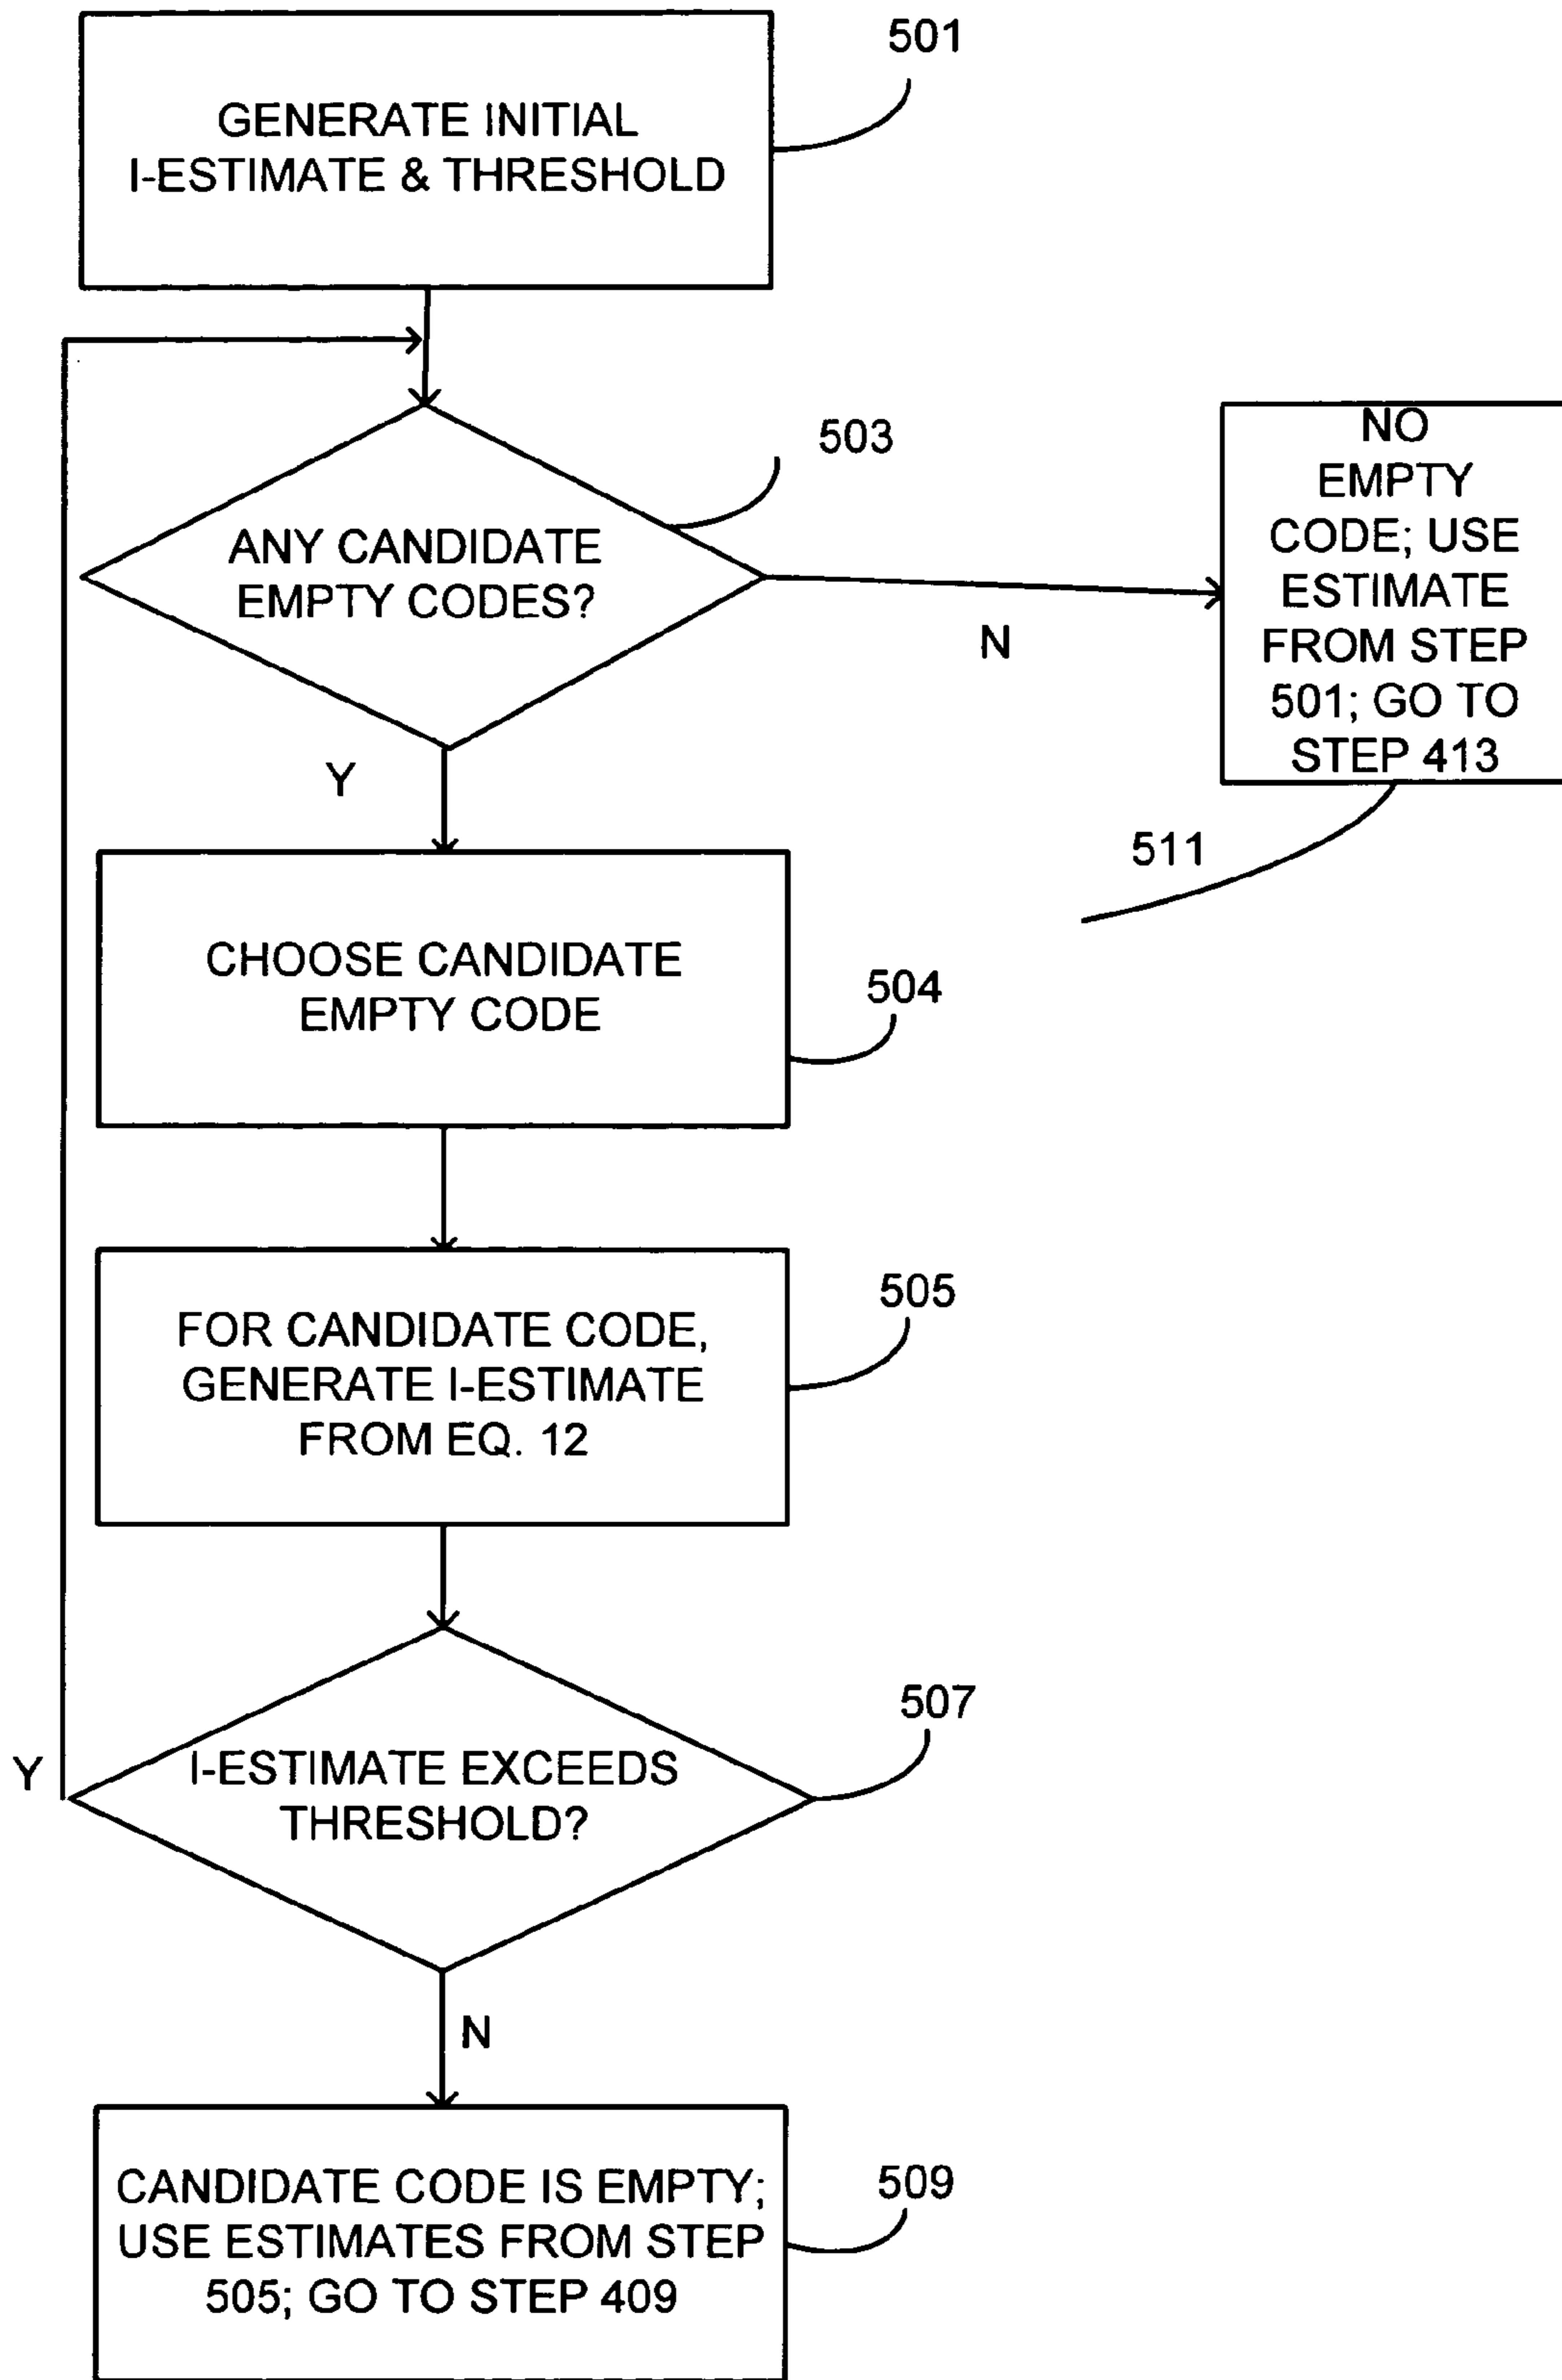 501
GENERATE INITIAL
I-ESTIMATE & THRESHOLD
503
ANY CANDIDATE
EMPTY CODES?
N
NO
EMPTY
CODE; USE
ESTIMATE
FROM STEP
501; GO TO
STEP 413
511
Y
CHOOSE CANDIDATE
EMPTY CODE
504
FOR CANDIDATE CODE,
GENERATE I-ESTIMATE
FROM EQ. 12
505
507
Y
I-ESTIMATE EXCEEDS
THRESHOLD?
N
CANDIDATE CODE IS EMPTY;
USE ESTIMATES FROM STEP
505; GO TO STEP 409
509